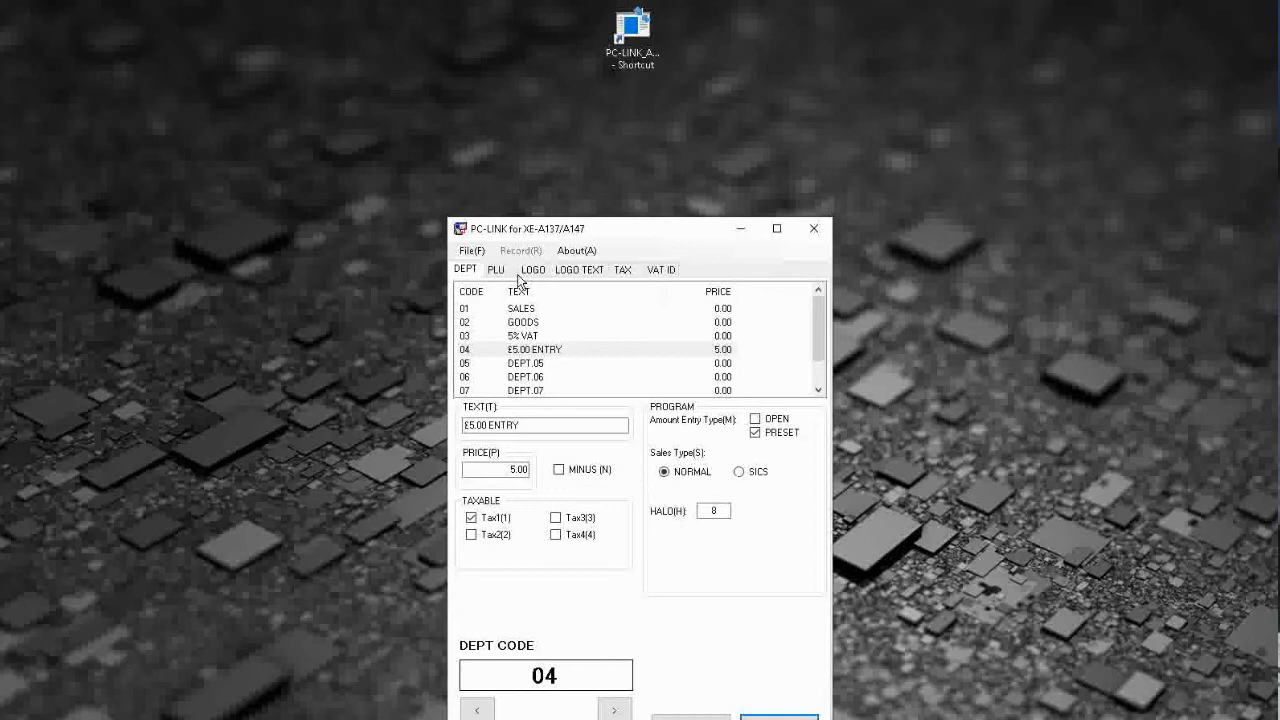 PC-LINK_A...
- Shortcut
PC-LINK for XE-A137/A147
File(F) Record(R) About(A)
DEPT PLU LOGO LOGO TEXT TAX VAT ID
CODE TEXT PRICE
01 SALES 0.00
02 GOODS 0.00
03 5% VAT 0.00
04 £5.00 ENTRY 5.00
05 DEPT.05 0.00
06 DEPT.06 0.00
07 DEPT.07 0.00
TEXT(T):
£5.00 ENTRY
PRICE(P)
5.00
MINUS (N)
TAXABLE
Tax1(1) Tax3(3)
Tax2(2) Tax4(4)
PROGRAM
Amount Entry Type(M): OPEN
PRESET
Sales Type(S):
NORMAL SICS
HALO(H): 8
DEPT CODE
04
< >